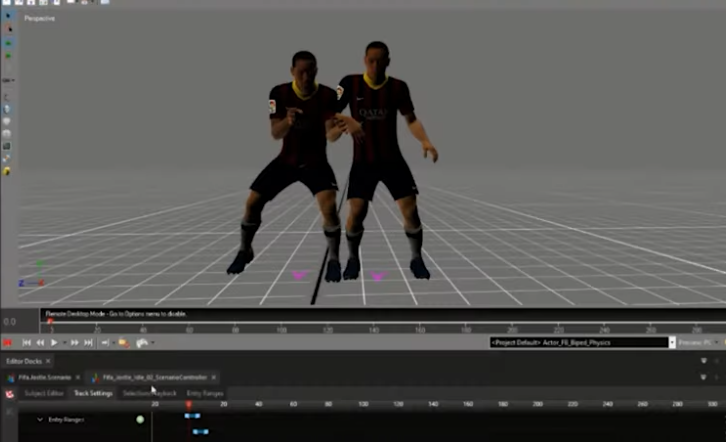 Perspective
QATAR
0.0
Remote Desktop Mode - Go to Options menu to disable.
20 40 60 80 100 120 140 160 180 200 220 240 260 280
<Project Default> Actor_FB_Biped_Physics
Preview: PC
Editor Docks
Subject Editor Track Settings Selection Playback Entry Ranges
20 20 40 60 80 100 120 140 160 180 200 220 240 260 280 300
Entry Ranges